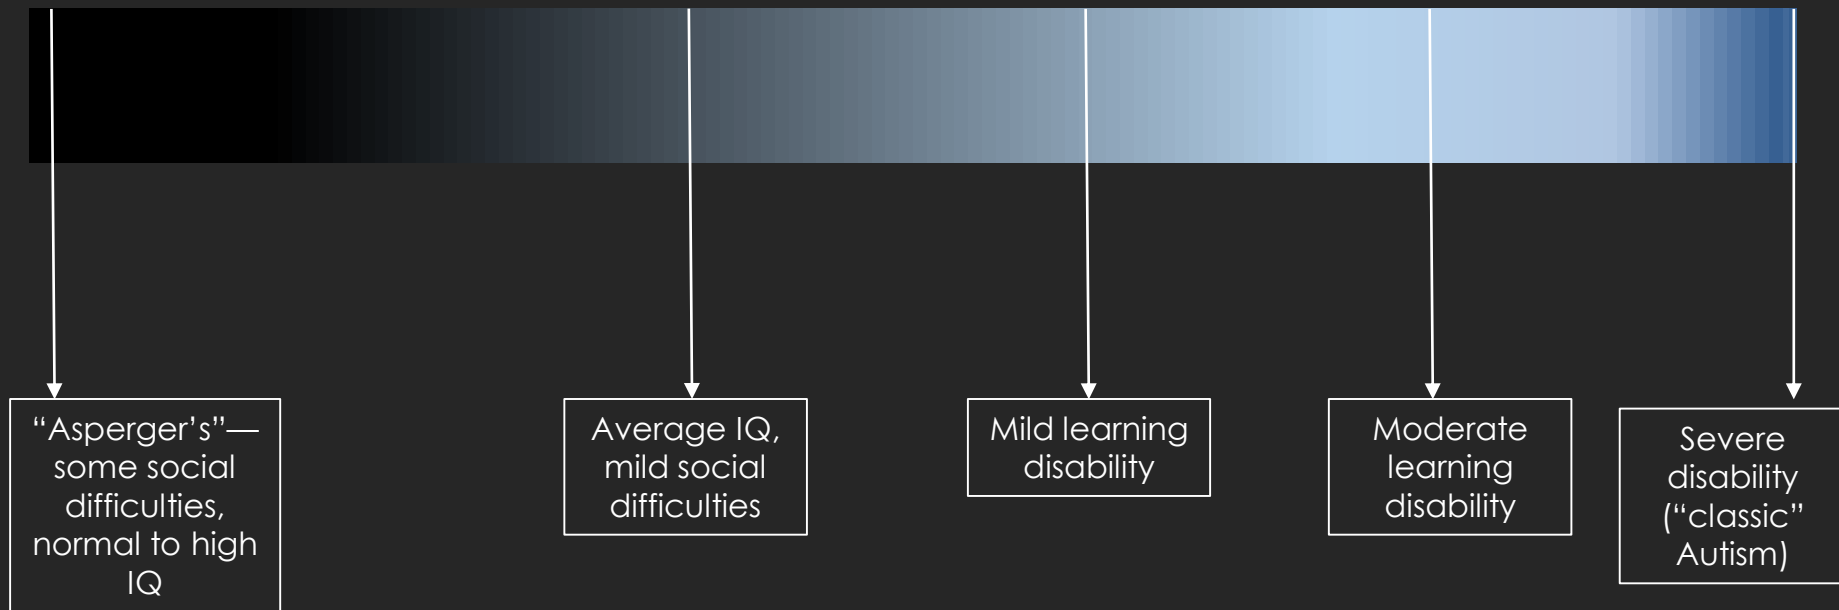 “Asperger’s”—
some social
difficulties,
normal to high
IQ
Average IQ,
mild social
difficulties
Mild learning
disability
Moderate
learning
disability
Severe
disability
(“classic”
Autism)